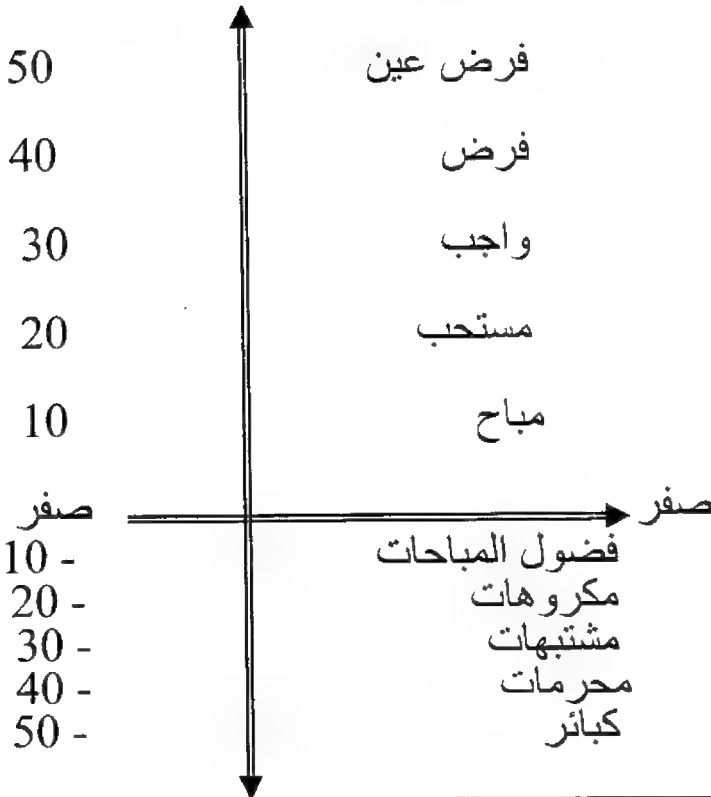 فرض عين 50
فرض 40
واجب 30
مستحب 20
مباح 10
صفر صفر
فضول المباحات 10 -
مكروهات 20 -
مشتبهات 30 -
محرمات 40 -
كبائر 50 -